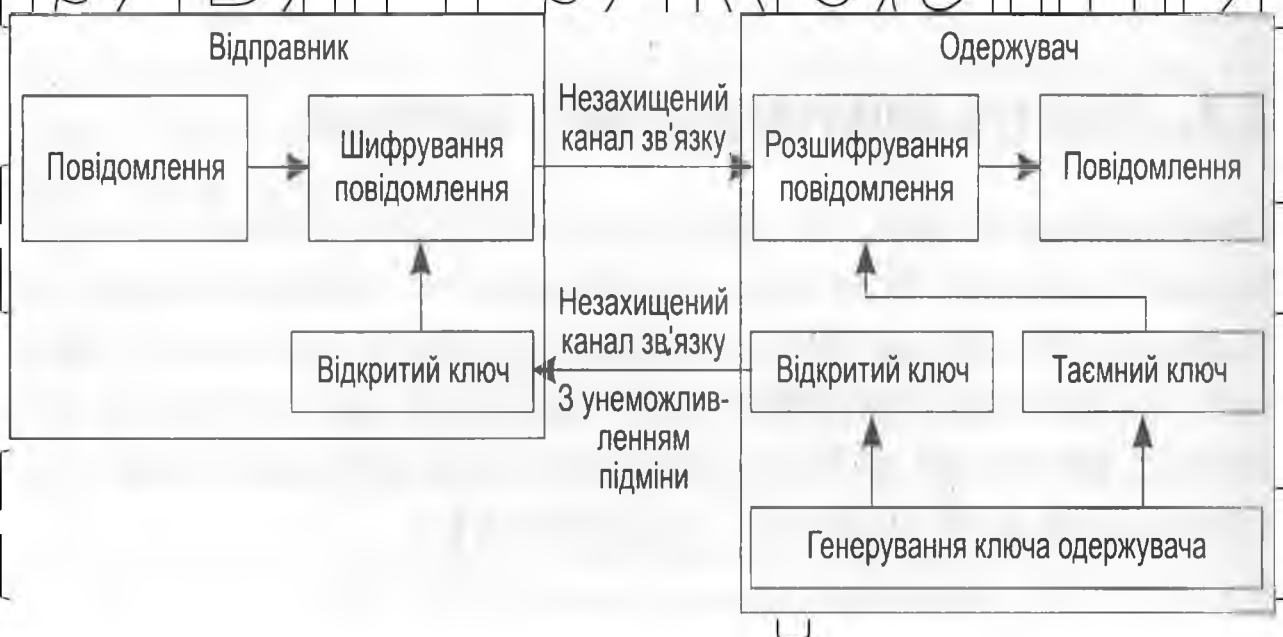 Відправник
Повідомлення
Шифрування
повідомлення
Відкритий ключ
Незахищений
канал зв'язку
Незахищений
канал зв'язку
З унеможлив-
ленням
підміни
Одержувач
Розшифрування
повідомлення
Повідомлення
Відкритий ключ
Таємний ключ
Генерування ключа одержувача